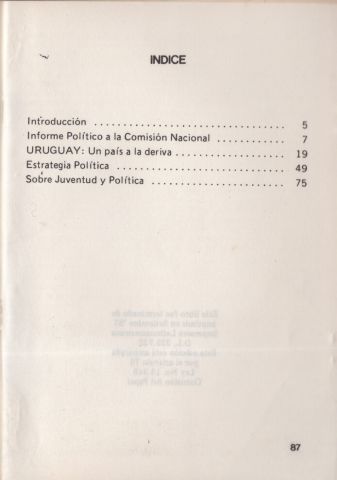 INDICE
Introducción ................................ 5
Informe Político a la Comisión Nacional ............ 7
URUGUAY: Un país a la deriva ................... 19
Estrategia Política ............................. 49
Sobre Juventud y Política ....................... 75
87